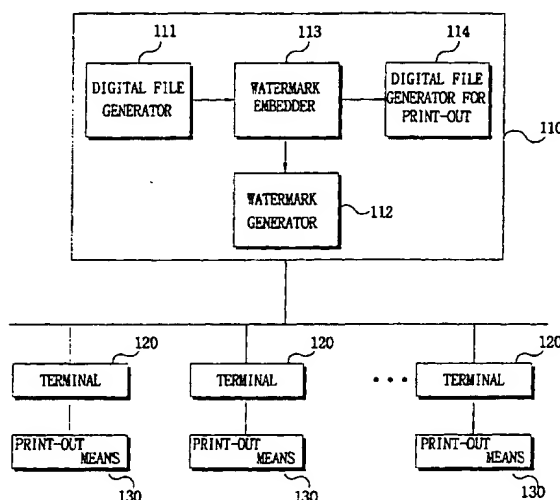 111
113
114
DIGITAL FILE
GENERATOR
WATERMARK
EMBEDDER
DIGITAL FILE
GENERATOR FOR
PRINT-OUT
110
WATERMARK
GENERATOR
112
120
120
120
TERMINAL
TERMINAL
• • •
TERMINAL
PRINT-OUT
MEANS
PRINT-OUT
MEANS
PRINT-OUT
MEANS
130
130
130